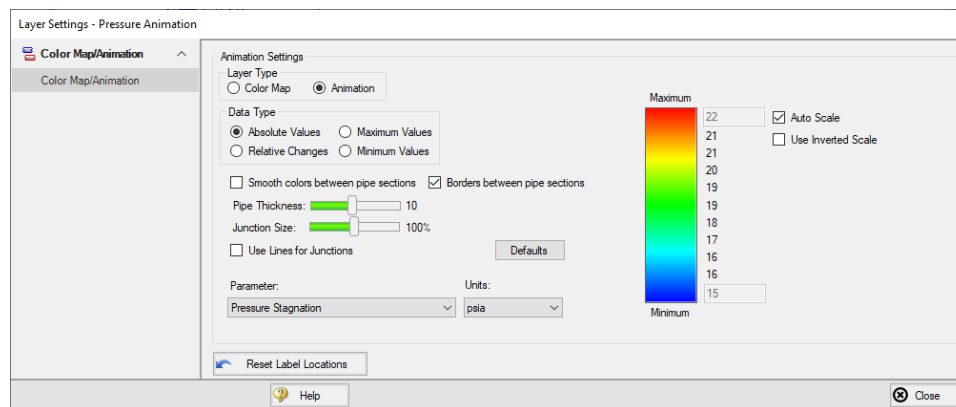 Layer Settings - Pressure Animation
Color Map/Animation
Color Map/Animation
Animation Settings
Layer Type
Color Map Animation
Data Type
Absolute Values Maximum Values
Relative Changes Minimum Values
Smooth colors between pipe sections Borders between pipe sections
Pipe Thickness: 10
Junction Size: 100%
Use Lines for Junctions Defaults
Parameter: Units:
Pressure Stagnation psia
Maximum
22 Auto Scale
21 Use Inverted Scale
21
20
19
19
18
17
16
16
15
Minimum
Reset Label Locations
Help Close